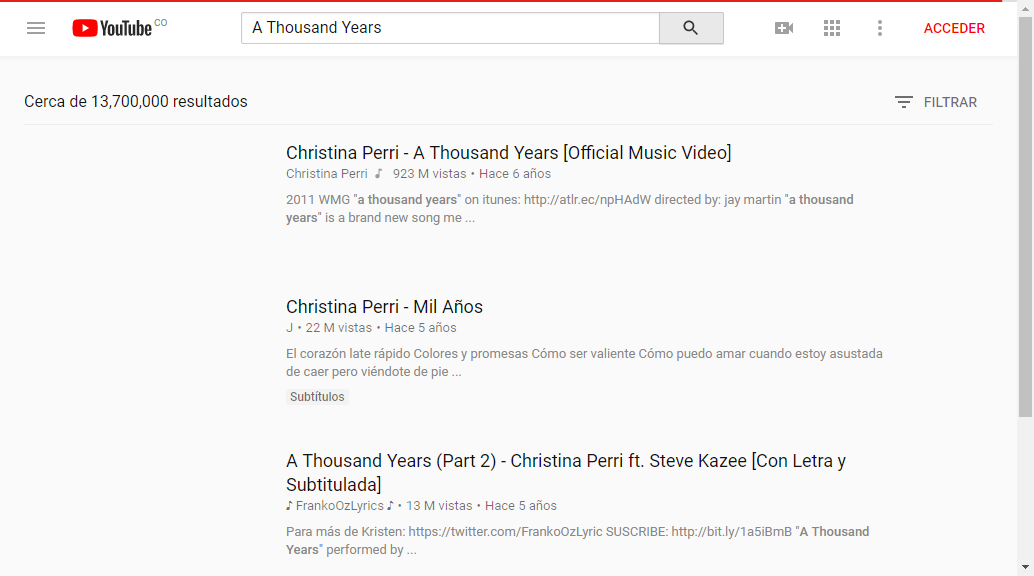 YouTube CO
A Thousand Years
ACCEDER
Cerca de 13,700,000 resultados
FILTRAR
Christina Perri - A Thousand Years [Official Music Video]
Christina Perri ♪ 923 M vistas • Hace 6 años
2011 WMG "a thousand years" on itunes: http://atlr.ec/npHAdW directed by: jay martin "a thousand
years" is a brand new song me ...
Christina Perri - Mil Años
J • 22 M vistas • Hace 5 años
El corazón late rápido Colores y promesas Cómo ser valiente Cómo puedo amar cuando estoy asustada
de caer pero viéndote de pie ...
Subtítulos
A Thousand Years (Part 2) - Christina Perri ft. Steve Kazee [Con Letra y
Subtitulada]
♪ FrankoOzLyrics ♪ • 13 M vistas • Hace 5 años
Para más de Kristen: https://twitter.com/FrankoOzLyric SUSCRIBE: http://bit.ly/1a5iBmB "A Thousand
Years" performed by ...